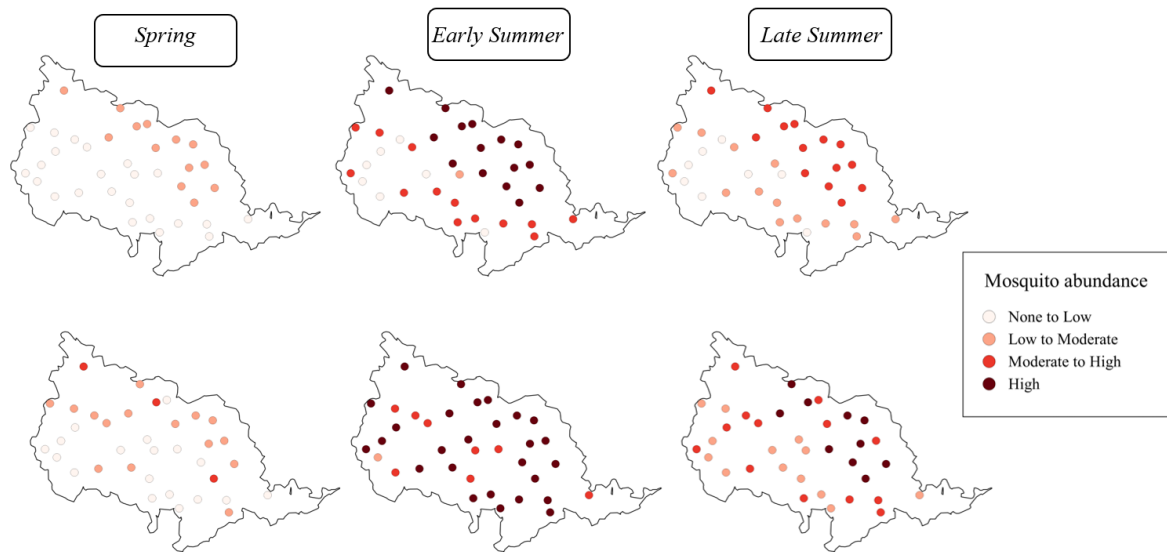 Spring
Early Summer
Late Summer
Mosquito abundance
None to Low
Low to Moderate
Moderate to High
High